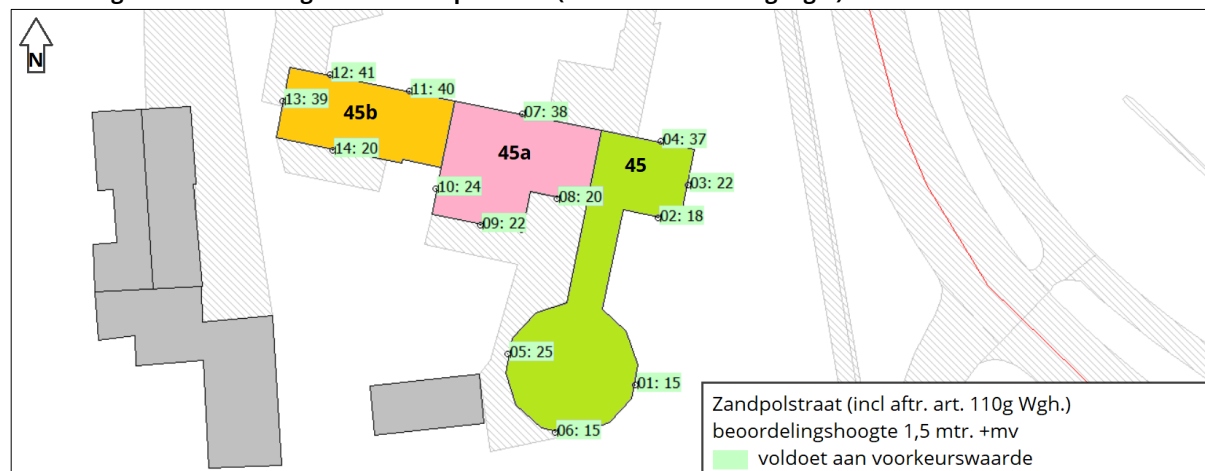 N
12: 41
11: 40
13: 39
45b
07: 38
14: 20
45a
04: 37
45
03: 22
10: 24
08: 20
02: 18
09: 22
05: 25
01: 15
06: 15
Zandpolstraat (incl aftr. art. 110g Wgh.)
beoordelingshoogte 1,5 mtr. +mv
voldoet aan voorkeurswaarde